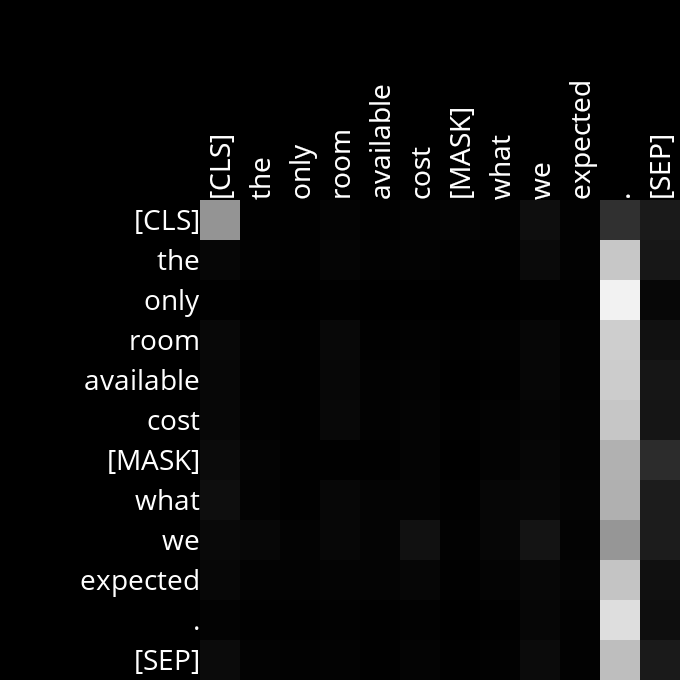 [CLS] the only room available cost [MASK] what we expected . [SEP]
[CLS]
the
only
room
available
cost
[MASK]
what
we
expected
.
[SEP]